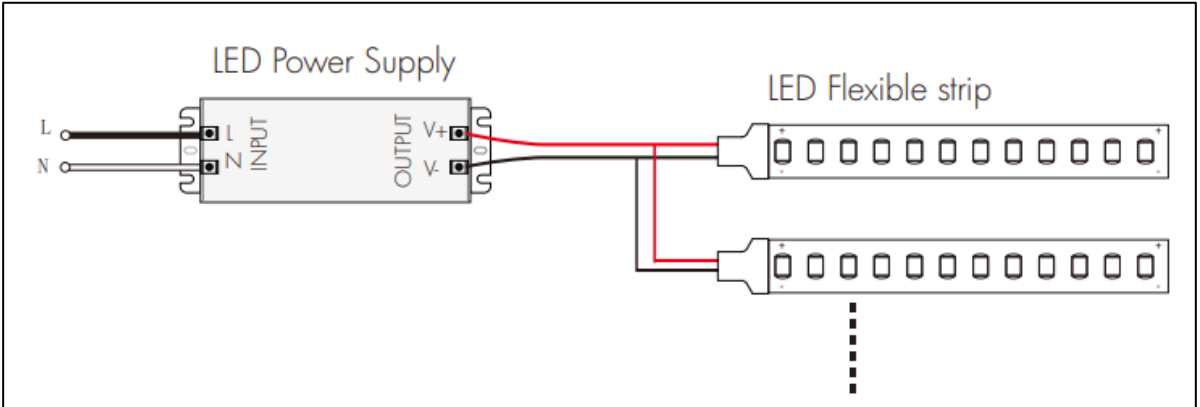 LED Power Supply
LED Flexible strip
L
N
L
N
INPUT
OUTPUT
V+
V-
+
+
-
-
+
+
-
-